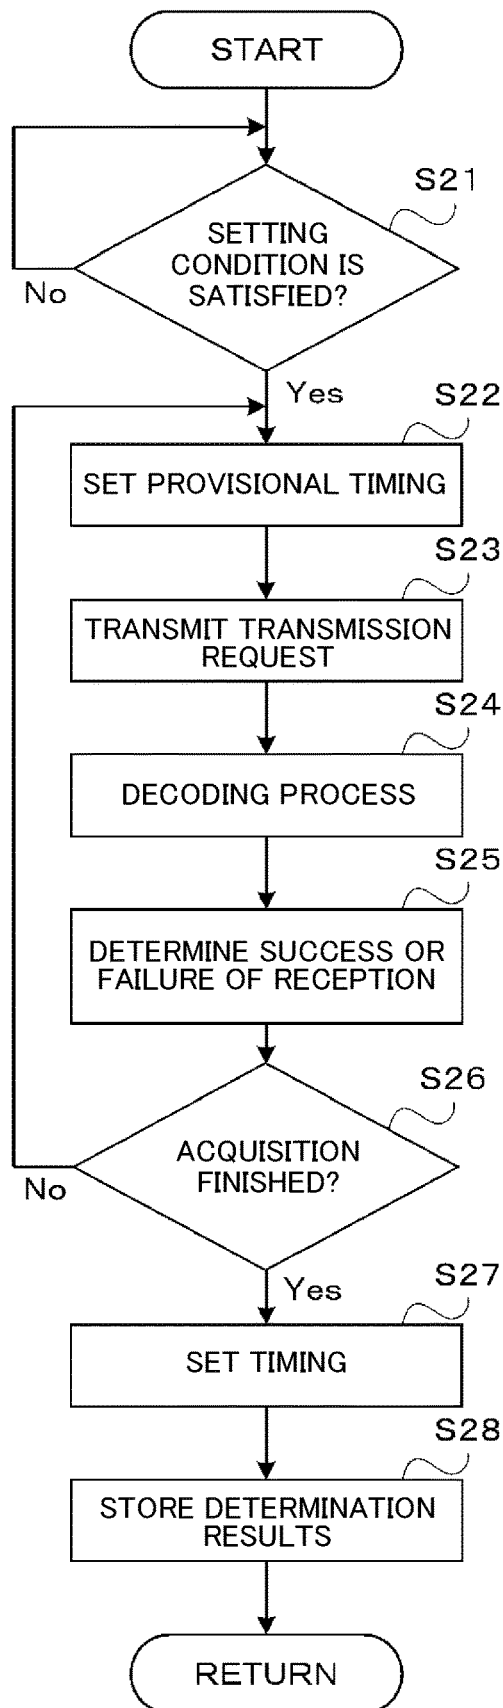 START
S21
SETTING
CONDITION IS
SATISFIED?
No
Yes
S22
SET PROVISIONAL TIMING
S23
TRANSMIT TRANSMISSION
REQUEST
S24
DECODING PROCESS
S25
DETERMINE SUCCESS OR
FAILURE OF RECEPTION
S26
ACQUISITION
FINISHED?
No
Yes
S27
SET TIMING
S28
STORE DETERMINATION
RESULTS
RETURN